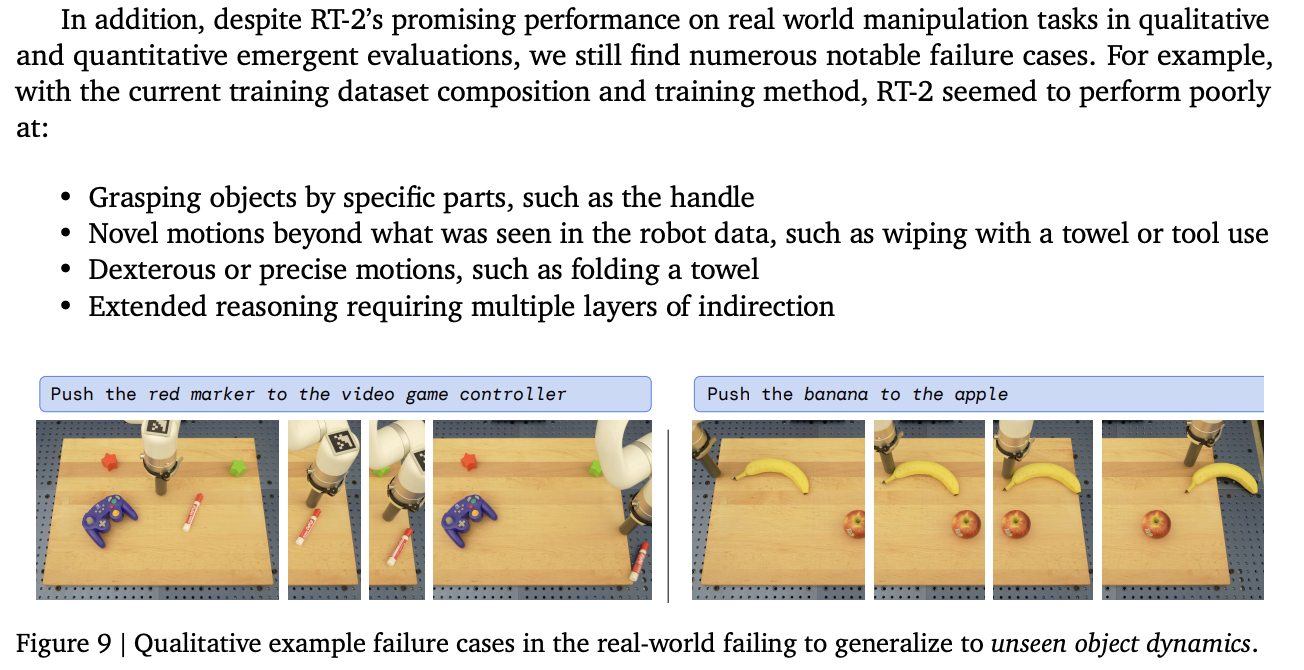 In addition, despite RT-2’s promising performance on real world manipulation tasks in qualitative
and quantitative emergent evaluations, we still find numerous notable failure cases. For example,
with the current training dataset composition and training method, RT-2 seemed to perform poorly
at:
• Grasping objects by specific parts, such as the handle
• Novel motions beyond what was seen in the robot data, such as wiping with a towel or tool use
• Dexterous or precise motions, such as folding a towel
• Extended reasoning requiring multiple layers of indirection
Push the red marker to the video game controller
Push the banana to the apple
Figure 9 | Qualitative example failure cases in the real-world failing to generalize to unseen object dynamics.